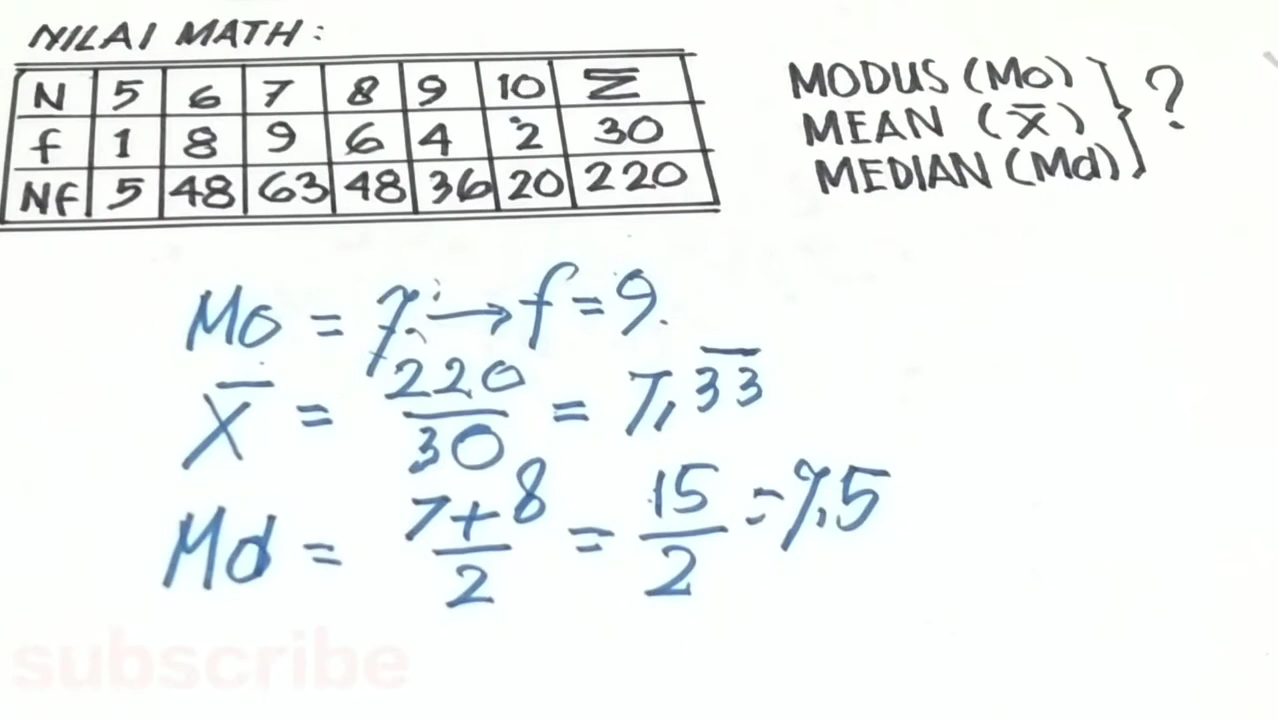 NILAI MATH:
N 5 6 7 8 9 10 Σ
f 1 8 9 6 4 2 30
NF 5 48 63 48 36 20 220
MODUS (Mo)
MEAN (x̄)
MEDIAN (Md)
?
Mo = 7 → f = 9.
X̄ = 220/30 = 7,3̅3̅
Md = 7+8/2 = 15/2 = 7,5
subscribe